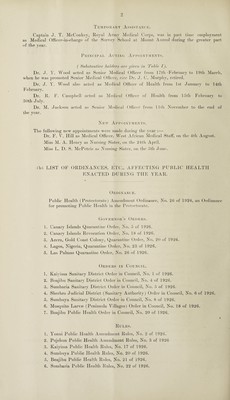 2
Temporary Assistance.
Captain J. T. McConkey, Royal Army Medical Corps, was in part time employment
as Medical Officer-in-charge of the Surgery School at Mount Aureol during the greater part
of the year.
Principal Acting Appointments.
(Substantive holders are given in Table I).
Dr. J. Y. Wood acted as Senior Medical Officer from 17th February to 19th March,
when he was promoted Senior Medical Officer, vice Dr. J. C. Murphy, retired.
Dr. J. Y. Wood also acted as Medical Officer of Health from 1st January to 14th
February.
Dr. R. F. Campbell acted as Medical Officer of Health from 15th February to
30th July.
Dr. M. Jackson acted as Senior Medical Officer from 11th November to the end of
the year.
New Appointments.
The following new appointments were made during the year:—
Dr. F. V. Hill as Medical Officer, West African Medical Staff, on the 4th August.
Miss M. A. Henry as Nursing Sister, on the 14th April.
Miss L. D. S. McPetrie as Nursing Sister, on the 5th June.
(b) LIST OF ORDINANCES, ETC., AFFECTING PUBLIC HEALTH
ENACTED DURING THE YEAR.
Ordinance.
Public Health (Protectorate) Amendment Ordinance, No. 24 of 1926, an Ordinance
for promoting Public Health in the Protectorate.
Governor's Orders.
1. Canary Islands Quarantine Order, No. 5 of 1926.
2. Canary Islands Revocation Order, No. 18 of 1926.
3. Accra, Gold Coast Colony, Quarantine Order, No. 19 of 1926.
4. Lagos, Nigeria, Quarantine Order, No. 23 of 1926.
5. Las Palmas Quarantine Order, No. 26 of 1926.
Orders in Council.
1. Kaiyima Sanitary District Order in Council, No. 1 of 1926.
2. Boajibu Sanitary District Order in Council, No. 4 of 1926.
3. Sembaria Sanitary District Order in Council, No. 5 of 1926.
4. Sherbro Judicial District (Sanitary Authority) Order in Council, No. 8 of 1926.
5. Sumbuya Sanitary District Order in Council, No. 9 of 1926.
6. Mosquito Larvæ (Peninsula Villages) Order in Council, No. 18 of 1926.
7. Boajibu Public Health Order in Council, No. 20 of 1926.
Rules.
1. Yonni Public Health Amendment Rules, No. 3 of 1926.
2. Pujehun Public Health Amendment Rules, No. 5 of 1926.
3. Kaiyima Public Health Rules, No. 17 of 1926.
4. Sumbuya Public Health Rules, No. 20 of 1926.
5. Boajibu Public Health Rules, No. 21 of 1926.
6. Sembaria Public Health Rules, No. 22 of 1926.